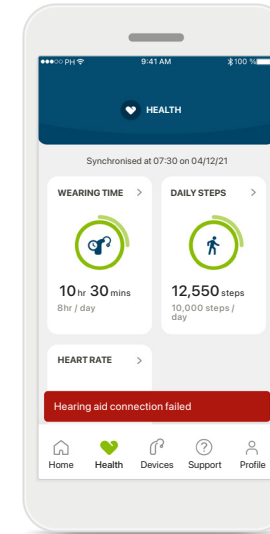 PH 9:41 AM 100 %
HEALTH
Synchronised at 07:30 on 04/12/21
WEARING TIME > DAILY STEPS >
10 hr 30 mins 12,550 steps
8hr / day 10,000 steps /
day
HEART RATE >
Hearing aid connection failed
Home Health Devices Support Profile